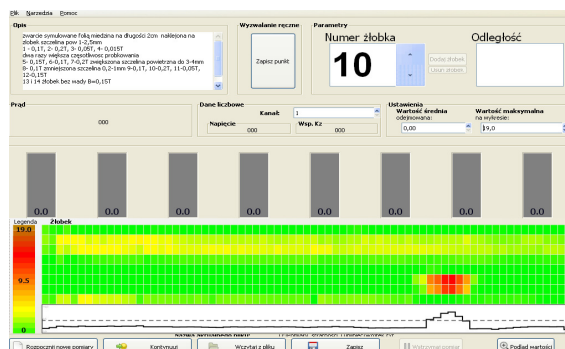 Plik Narzędzia Pomoc
Opis
zwarcie symulowane folią miedzina na długości 2cm naklejona na
żłobek szczelina pow 1-2,5mm
1 - 0,1T, 2- 0,2T, 3- 0,05T, 4- 0,015T
dwa razy większa częsotliwosc probkowania
5- 0,15T, 6-0,1T, 7-0,2T zwiększona szczelina powietrzna do 3-4mm
8- 0,1T zmniejszona szczelina 0,2-1mm 9-0,1T, 10-0,2T, 11-0,05T,
12-0,15T
13 i 14 żłobek bez wady B=0,15T
Wyzwalanie ręczne
Zapisz punkt
Parametry
Numer żłobka
10
Dodaj żłobek
Usuń żłobek
Odległość
Prąd
000
Dane liczbowe
Kanał:
1
Napięcie
000
Wsp. Kz
000
Ustawienia
Wartość średnia
odejmowana:
0,00
Wartość maksymalna
na wykresie:
19,0
0.0 0.0 0.0 0.0 0.0 0.0 0.0 0.0
Legenda Żłobek
19.0
9.5
0
Rozpocznij nowe pomiary
Kontynuuj
Wczytaj z pliku
Zapisz
Wstrzymaj pomiar
Podgląd wartości